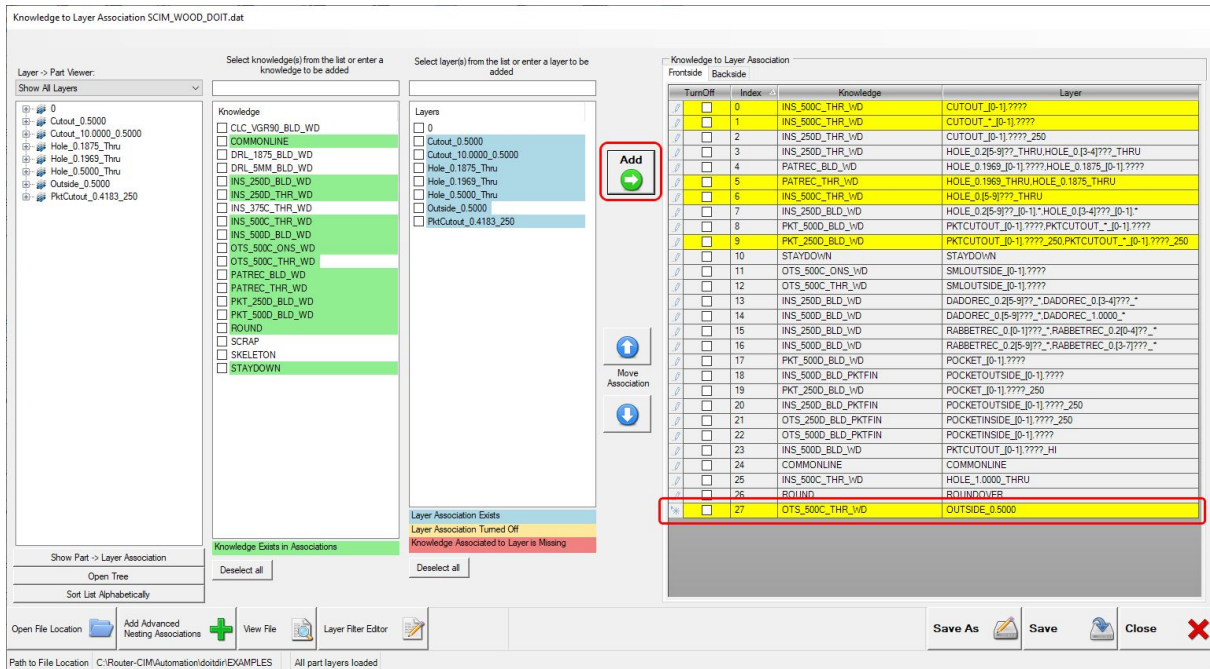 Knowledge to Layer Association SCIM_WOOD_DOIT.dat
Layer -> Part Viewer:
Show All Layers
0
Cutout_0.5000
Cutout_10.0000_0.5000
Hole_0.1875_Thru
Hole_0.1969_Thru
Hole_0.5000_Thru
Outside_0.5000
PktCutout_0.4183_250
Show Part -> Layer Association
Open Tree
Sort List Alphabetically
Select knowledge(s) from the list or enter a
knowledge to be added
Knowledge
CLC_VGR90_BLD_WD
COMMONLINE
DRL_1875_BLD_WD
DRL_5MM_BLD_WD
INS_250D_BLD_WD
INS_250D_THR_WD
INS_375C_THR_WD
INS_500C_THR_WD
INS_500D_BLD_WD
OTS_500C_ONS_WD
OTS_500C_THR_WD
PATREC_BLD_WD
PATREC_THR_WD
PKT_250D_BLD_WD
PKT_500D_BLD_WD
ROUND
SCRAP
SKELETON
STAYDOWN
Knowledge Exists in Associations
Deselect all
Select layer(s) from the list or enter a layer to be
added
Layers
0
Cutout_0.5000
Cutout_10.0000_0.5000
Hole_0.1875_Thru
Hole_0.1969_Thru
Hole_0.5000_Thru
Outside_0.5000
PktCutout_0.4183_250
Layer Association Exists
Layer Association Turned Off
Knowledge Associated to Layer is Missing
Deselect all
Add
Move
Association
Knowledge to Layer Association
Frontside Backside
TurnOff Index Knowledge Layer
0 INS_500C_THR_WD CUTOUT_[0-1].????
1 INS_500C_THR_WD CUTOUT_*_[0-1].????
2 INS_250D_THR_WD CUTOUT_[0-1].????_250
3 INS_250D_THR_WD HOLE_0.2[5-9]??_THRU,HOLE_0.[3-4]???_THRU
4 PATREC_BLD_WD HOLE_0.1969_[0-1].????,HOLE_0.1875_[0-1].????
5 PATREC_THR_WD HOLE_0.1969_THRU,HOLE_0.1875_THRU
6 INS_500C_THR_WD HOLE_0.[5-9]???_THRU
7 INS_250D_BLD_WD HOLE_0.2[5-9]??_[0-1].*,HOLE_0.[3-4]???_[0-1].*
8 PKT_500D_BLD_WD PKTCUTOUT_[0-1].????,PKTCUTOUT_*_[0-1].????
9 PKT_250D_BLD_WD PKTCUTOUT_[0-1].????_250,PKTCUTOUT_*_[0-1].????_250
10 STAYDOWN STAYDOWN
11 OTS_500C_ONS_WD SMLOUTSIDE_[0-1].????
12 OTS_500C_THR_WD SMLOUTSIDE_[0-1].????
13 INS_250D_BLD_WD DADOREC_0.2[5-9]??_*,DADOREC_0.[3-4]???_*
14 INS_500D_BLD_WD DADOREC_0.[5-9]???_*,DADOREC_1.0000_*
15 INS_250D_BLD_WD RABBETREC_0.[0-1]???_*,RABBETREC_0.2[0-4]??_*
16 INS_500D_BLD_WD RABBETREC_0.2[5-9]??_*,RABBETREC_0.[3-7]???_*
17 PKT_500D_BLD_WD POCKET_[0-1].????
18 INS_500D_BLD_PKTFIN POCKETOUTSIDE_[0-1].????
19 PKT_250D_BLD_WD POCKET_[0-1].????_250
20 INS_250D_BLD_PKTFIN POCKETOUTSIDE_[0-1].????_250
21 OTS_250D_BLD_PKTFIN POCKETINSIDE_[0-1].????_250
22 OTS_500D_BLD_PKTFIN POCKETINSIDE_[0-1].????
23 INS_500D_BLD_WD PKTCUTOUT_[0-1].????_HI
24 COMMONLINE COMMONLINE
25 INS_500C_THR_WD HOLE_1.0000_THRU
26 ROUND ROUNDOVER
27 OTS_500C_THR_WD OUTSIDE_0.5000
Open File Location
Add Advanced
Nesting Associations
View File
Layer Filter Editor
Save As
Save
Close
Path to File Location C:\Router-CIM\Automation\doitdir\EXAMPLES All part layers loaded